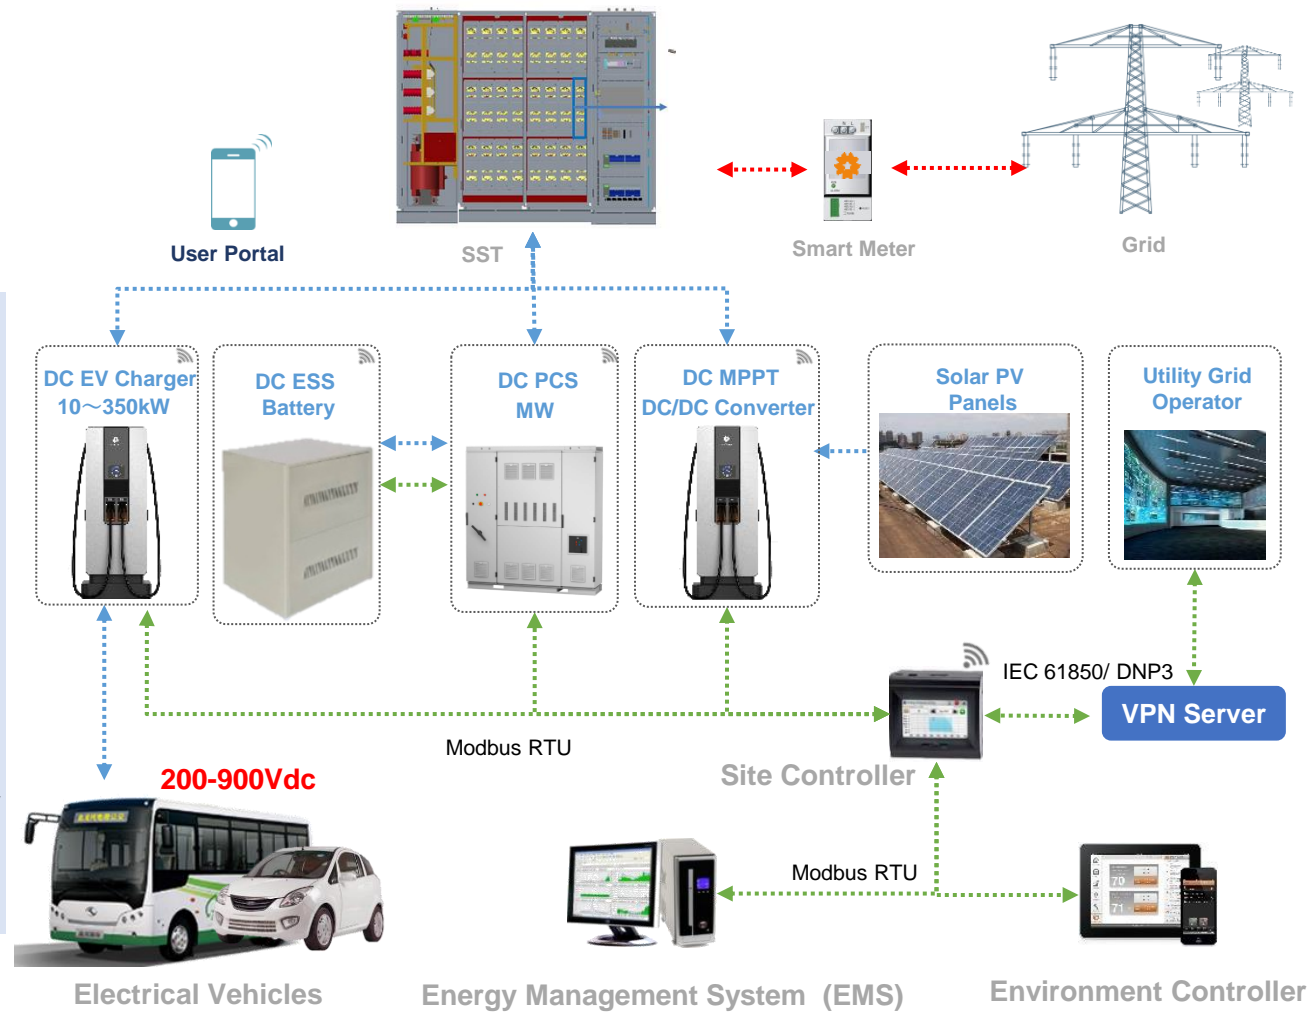 User Portal
SST
Smart Meter
Grid
DC EV Charger
10～350kW
DC ESS
Battery
DC PCS
MW
DC MPPT
DC/DC Converter
Solar PV
Panels
Utility Grid
Operator
IEC 61850/ DNP3
VPN Server
Modbus RTU
Site Controller
200-900Vdc
Modbus RTU
70
71
Electrical Vehicles
Energy Management System (EMS)
Environment Controller